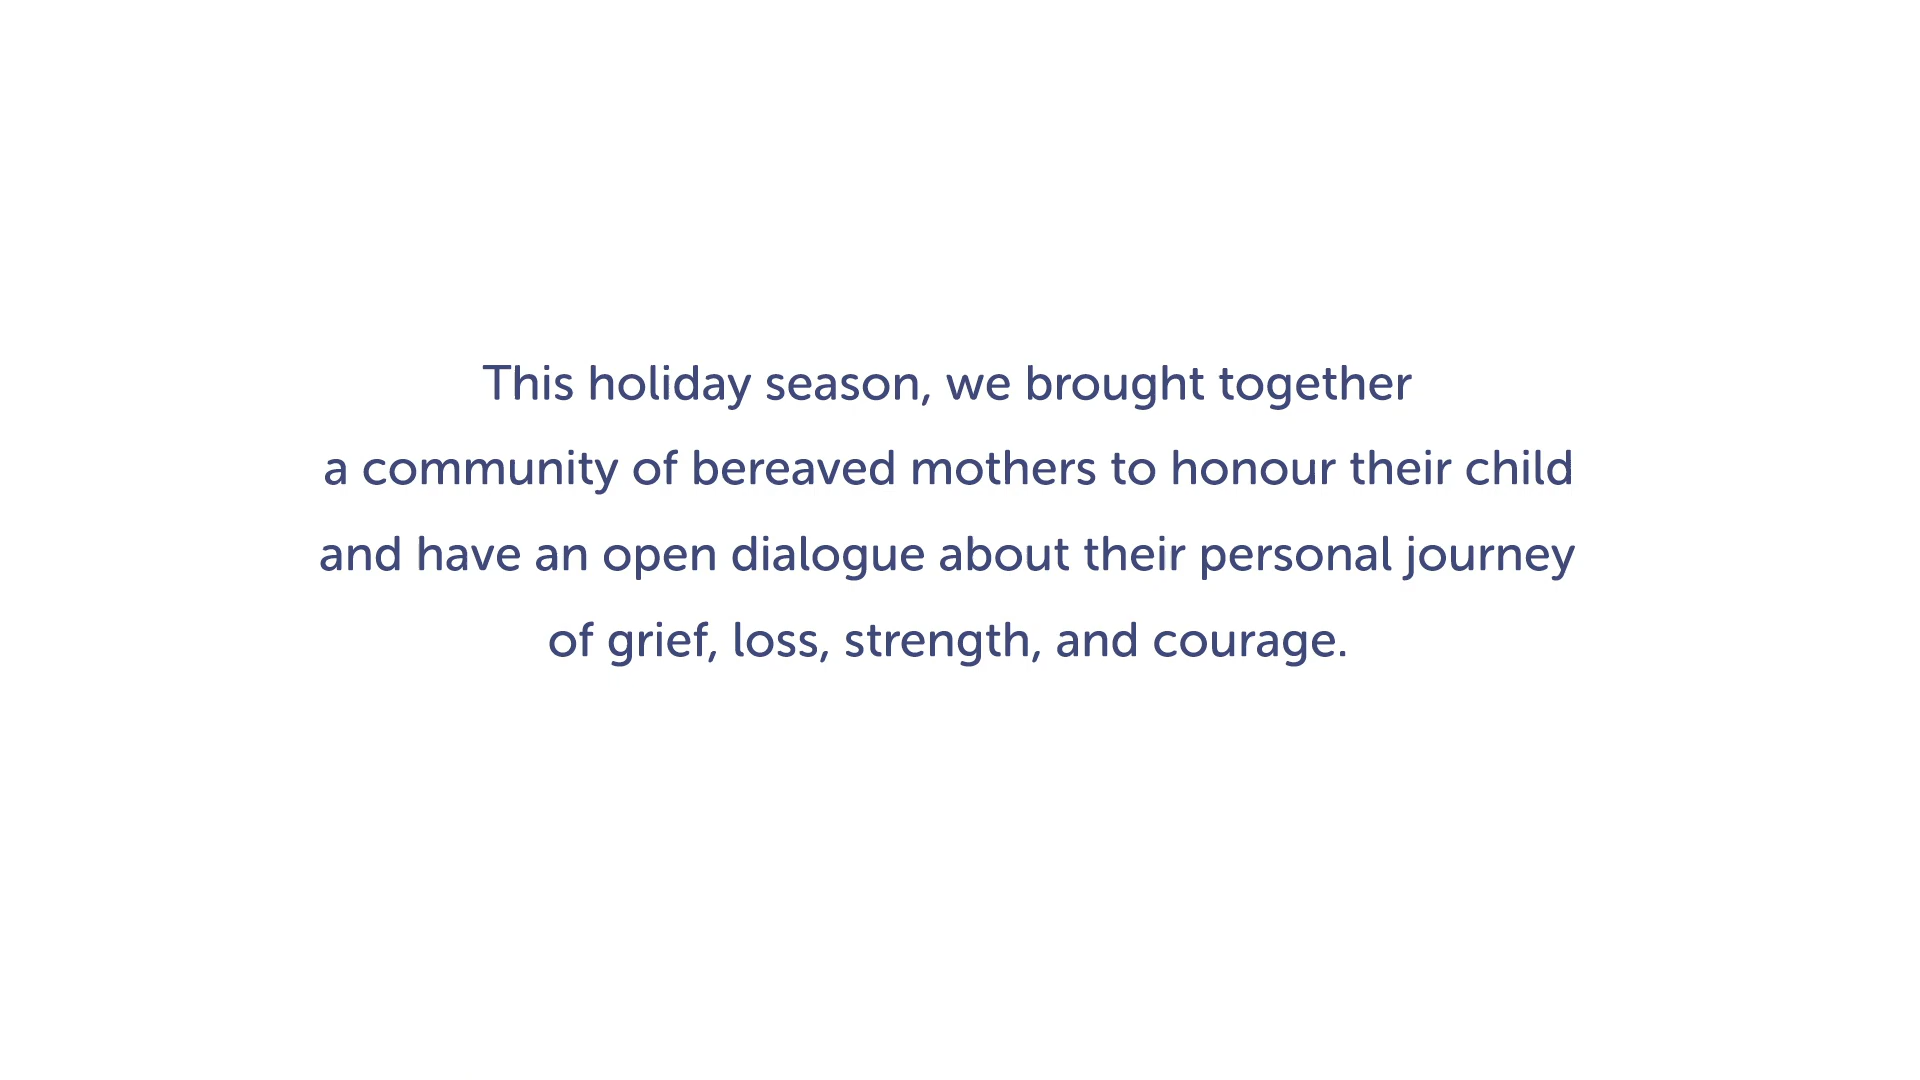 This holiday season, we brought together
a community of bereaved mothers to honour their child
and have an open dialogue about their personal journey
of grief, loss, strength, and courage.